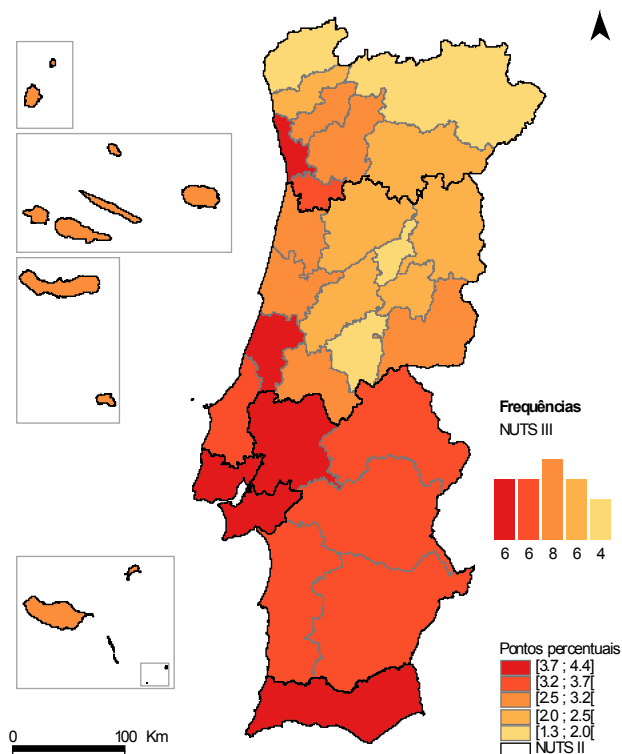 Frequências
NUTS III
6 6 8 6 4
Pontos percentuais
[3.7 ; 4.4]
[3.2 ; 3.7[
[2.5 ; 3.2[
[2.0 ; 2.5[
[1.3 ; 2.0[
NUTS II
0 100 Km